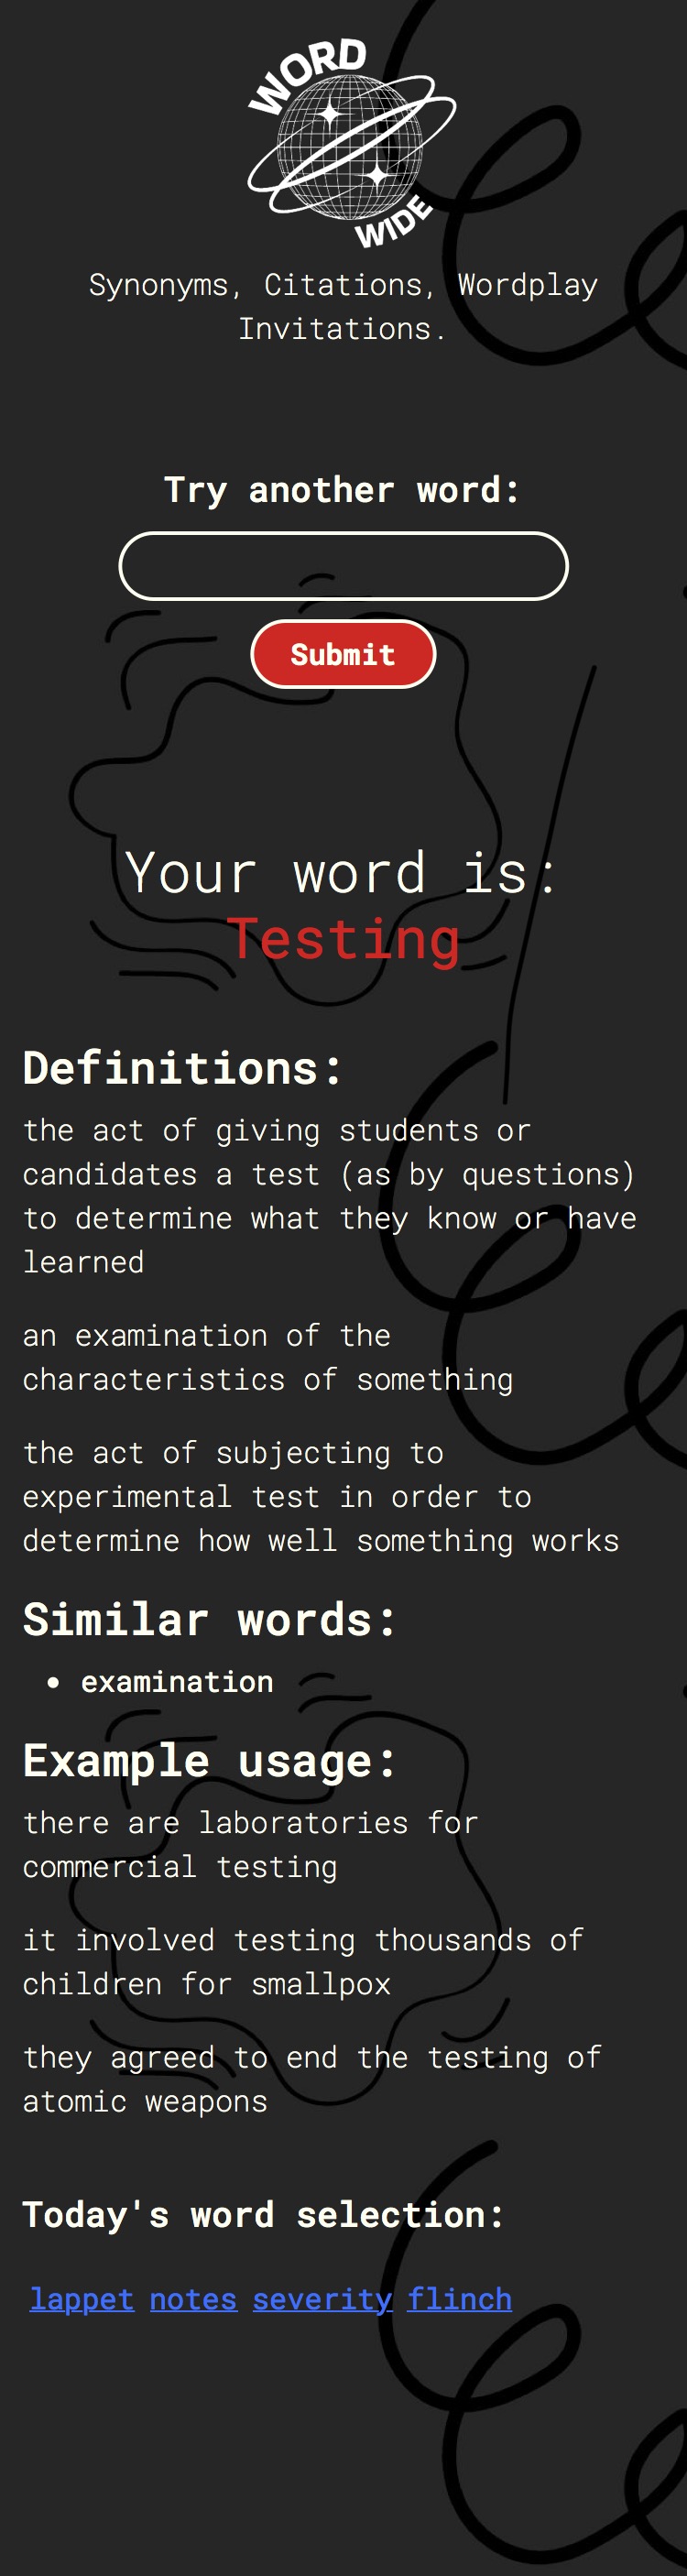 WORD
WIDE
Synonyms, Citations, Wordplay
Invitations.
Try another word:
Submit
Your word is:
Testing
Definitions:
the act of giving students or
candidates a test (as by questions)
to determine what they know or have
learned
an examination of the
characteristics of something
the act of subjecting to
experimental test in order to
determine how well something works
Similar words:
• examination
Example usage:
there are laboratories for
commercial testing
it involved testing thousands of
children for smallpox
they agreed to end the testing of
atomic weapons
Today's word selection:
lappet notes severity flinch